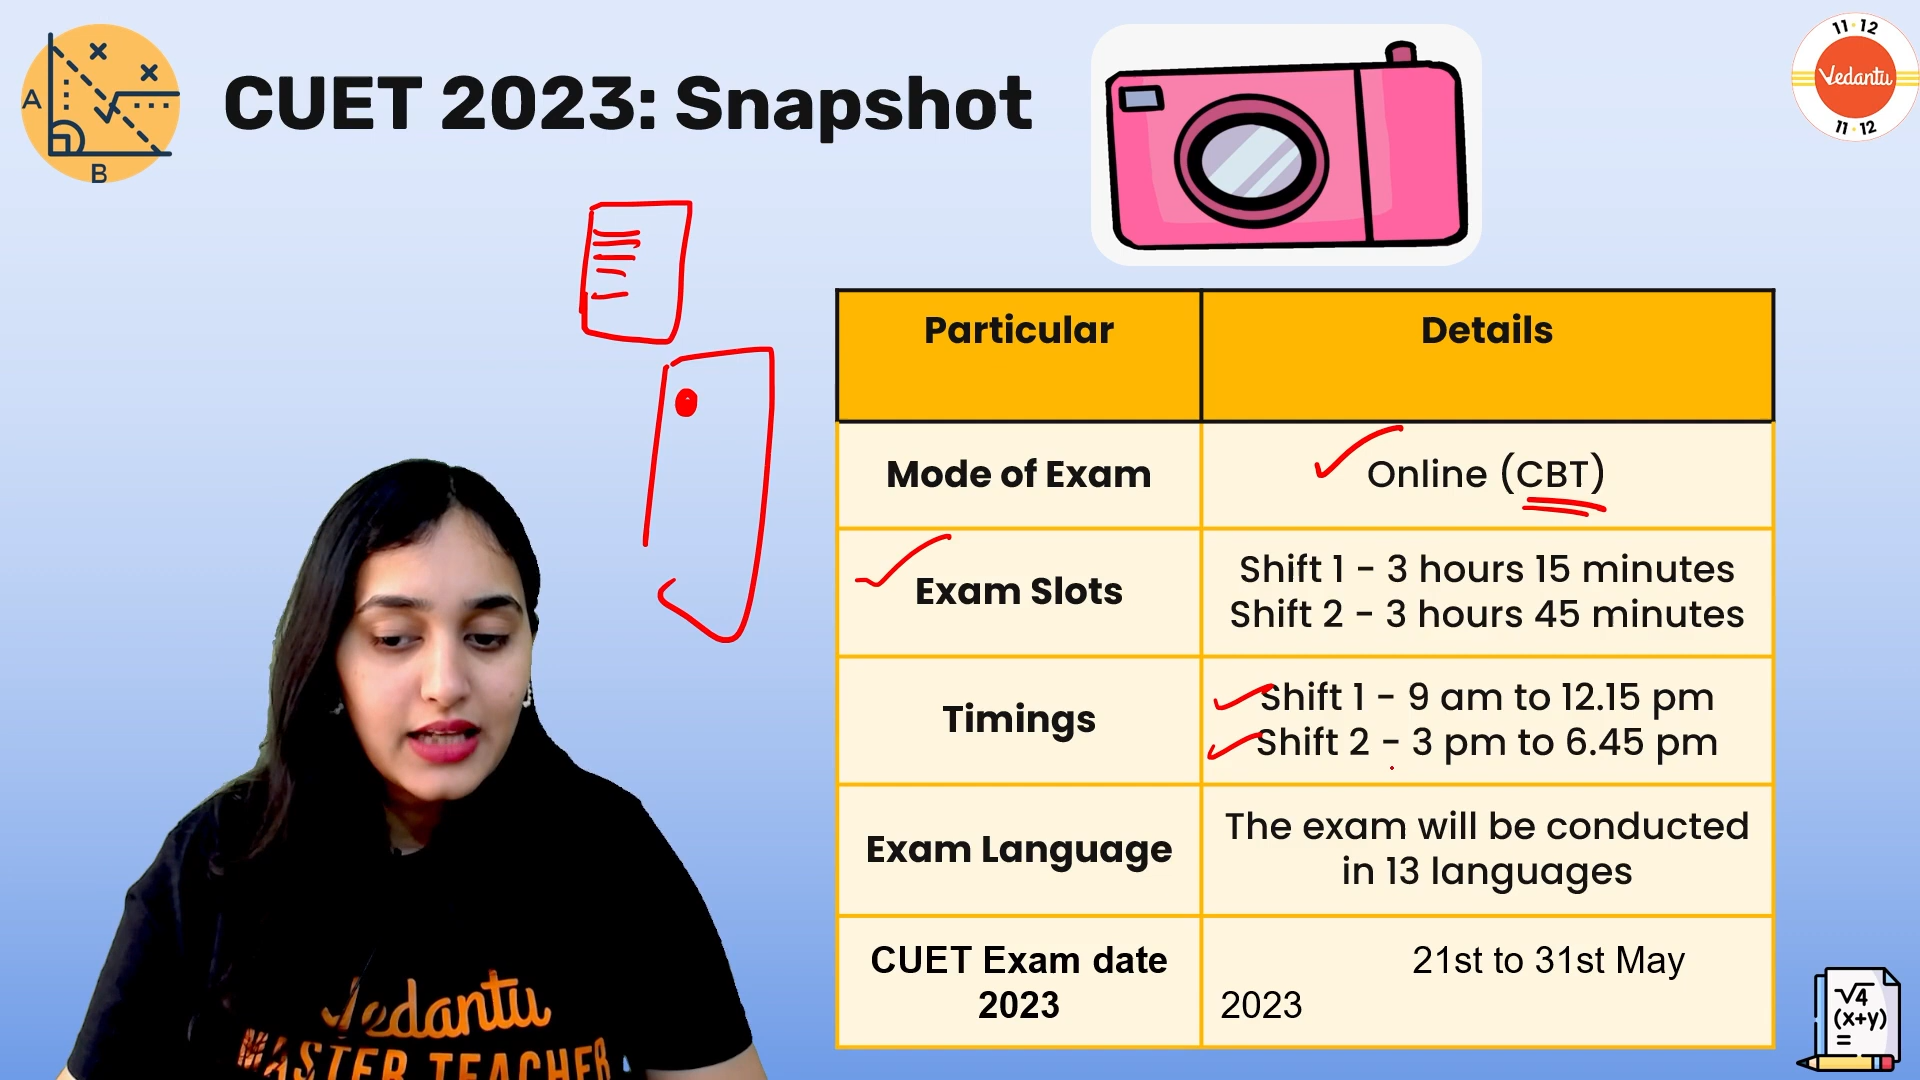 A
B
CUET 2023: Snapshot
11·12
Vedantu
11·12
Particular
Details
Mode of Exam
Online (CBT)
Exam Slots
Shift 1 - 3 hours 15 minutes
Shift 2 - 3 hours 45 minutes
Timings
Shift 1 - 9 am to 12.15 pm
Shift 2 - 3 pm to 6.45 pm
Exam Language
The exam will be conducted
in 13 languages
CUET Exam date
2023
21st to 31st May
2023
Vedantu
MASTER TEACHER
√4
(x+y)
=